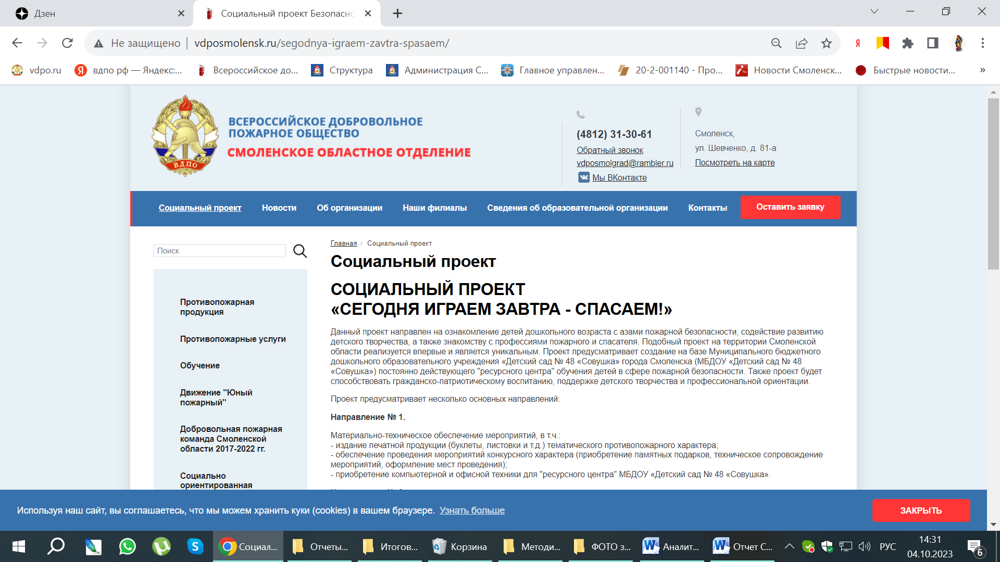 Дзен
Социальный проект Безопасно
Не защищено | vdposmolensk.ru/segodnya-igraem-zavtra-spasaem/
vdpo.ru
вдпо рф — Яндекс:...
Всероссийское до...
Структура
Администрация С...
Главное управлен...
20-2-001140 - Про...
Новости Смоленск...
Быстрые новости...
»
ВДПО
ВСЕРОССИЙСКОЕ ДОБРОВОЛЬНОЕ
ПОЖАРНОЕ ОБЩЕСТВО
СМОЛЕНСКОЕ ОБЛАСТНОЕ ОТДЕЛЕНИЕ
(4812) 31-30-61
Обратный звонок
vdposmolgrad@rambler.ru
Мы ВКонтакте
Смоленск,
ул. Шевченко, д. 81-а
Посмотреть на карте
Социальный проект
Новости
Об организации
Наши филиалы
Сведения об образовательной организации
Контакты
Оставить заявку
Поиск
Противопожарная
продукция
Противопожарные услуги
Обучение
Движение "Юный
пожарный"
Добровольная пожарная
команда Смоленской
области 2017-2022 гг.
Социально
ориентированная
Главная / Социальный проект
Социальный проект
СОЦИАЛЬНЫЙ ПРОЕКТ
«СЕГОДНЯ ИГРАЕМ ЗАВТРА - СПАСАЕМ!»
Данный проект направлен на ознакомление детей дошкольного возраста с азами пожарной безопасности, содействие развитию
детского творчества, а также знакомству с профессиями пожарного и спасателя. Подобный проект на территории Смоленской
области реализуется впервые и является уникальным. Проект предусматривает создание на базе Муниципального бюджетного
дошкольного образовательного учреждения «Детский сад № 48 «Совушка» города Смоленска (МБДОУ «Детский сад № 48
«Совушка») постоянно действующего "ресурсного центра" обучения детей в сфере пожарной безопасности. Также проект будет
способствовать гражданско-патриотическому воспитанию, поддержке детского творчества и профессиональной ориентации.
Проект предусматривает несколько основных направлений:
Направление № 1.
Материально-техническое обеспечение мероприятий, в т.ч.:
- издание печатной продукции (буклеты, листовки и т.д.) тематического противопожарного характера;
- обеспечение проведения мероприятий конкурсного характера (приобретение памятных подарков, техническое сопровождение
мероприятий, оформление мест проведения);
- приобретение компьютерной и офисной техники для "ресурсного центра" МБДОУ «Детский сад № 48 «Совушка».
Используя наш сайт, вы соглашаетесь, что мы можем хранить куки (cookies) в вашем браузере. Узнать больше
ЗАКРЫТЬ
Социал...
Отчеты...
Итогов...
Корзина
Методи...
ФОТО з...
Аналит...
Отчет С...
РУС
14:31
04.10.2023
6